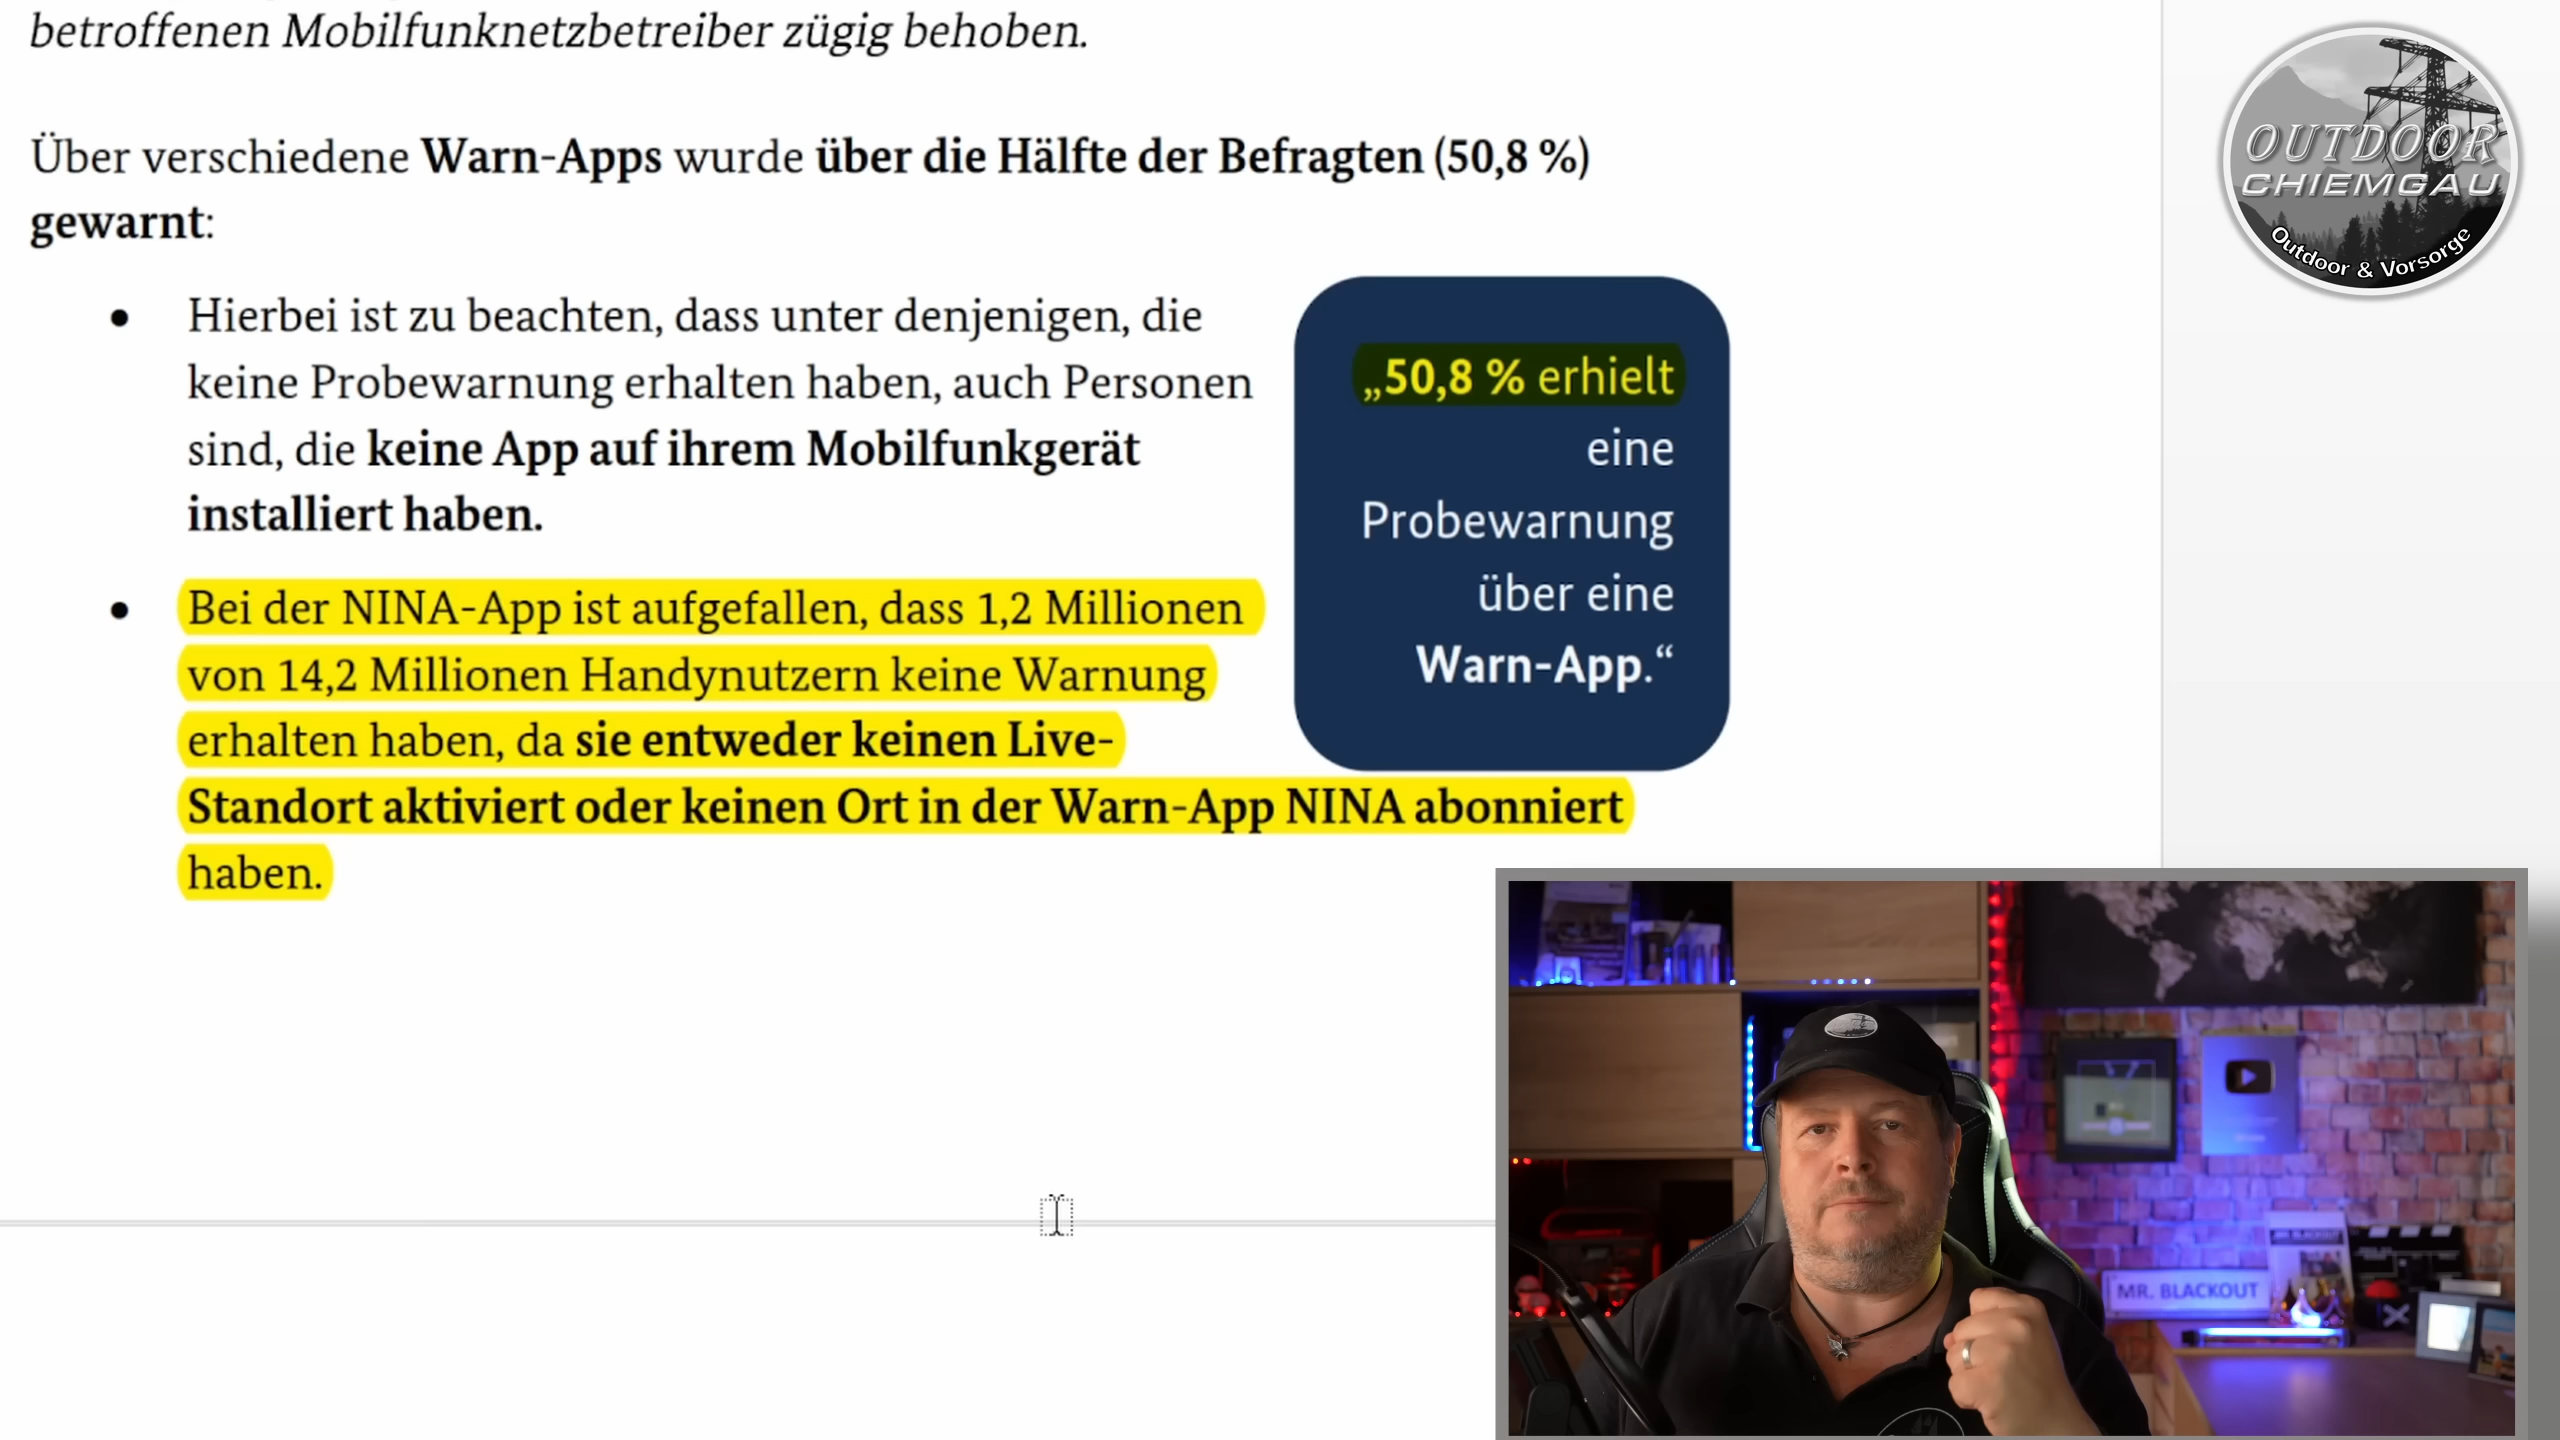 betroffenen Mobilfunknetzbetreiber zügig behoben.
Über verschiedene Warn-Apps wurde über die Hälfte der Befragten (50,8 %)
gewarnt:
• Hierbei ist zu beachten, dass unter denjenigen, die
keine Probewarnung erhalten haben, auch Personen
sind, die keine App auf ihrem Mobilfunkgerät
installiert haben.
• Bei der NINA-App ist aufgefallen, dass 1,2 Millionen
von 14,2 Millionen Handynutzern keine Warnung
erhalten haben, da sie entweder keinen Live-
Standort aktiviert oder keinen Ort in der Warn-App NINA abonniert
haben.
„50,8 % erhielt
eine
Probewarnung
über eine
Warn-App.“
OUTDOOR
CHIEMGAU
Outdoor & Vorsorge
MR. BLACKOUT